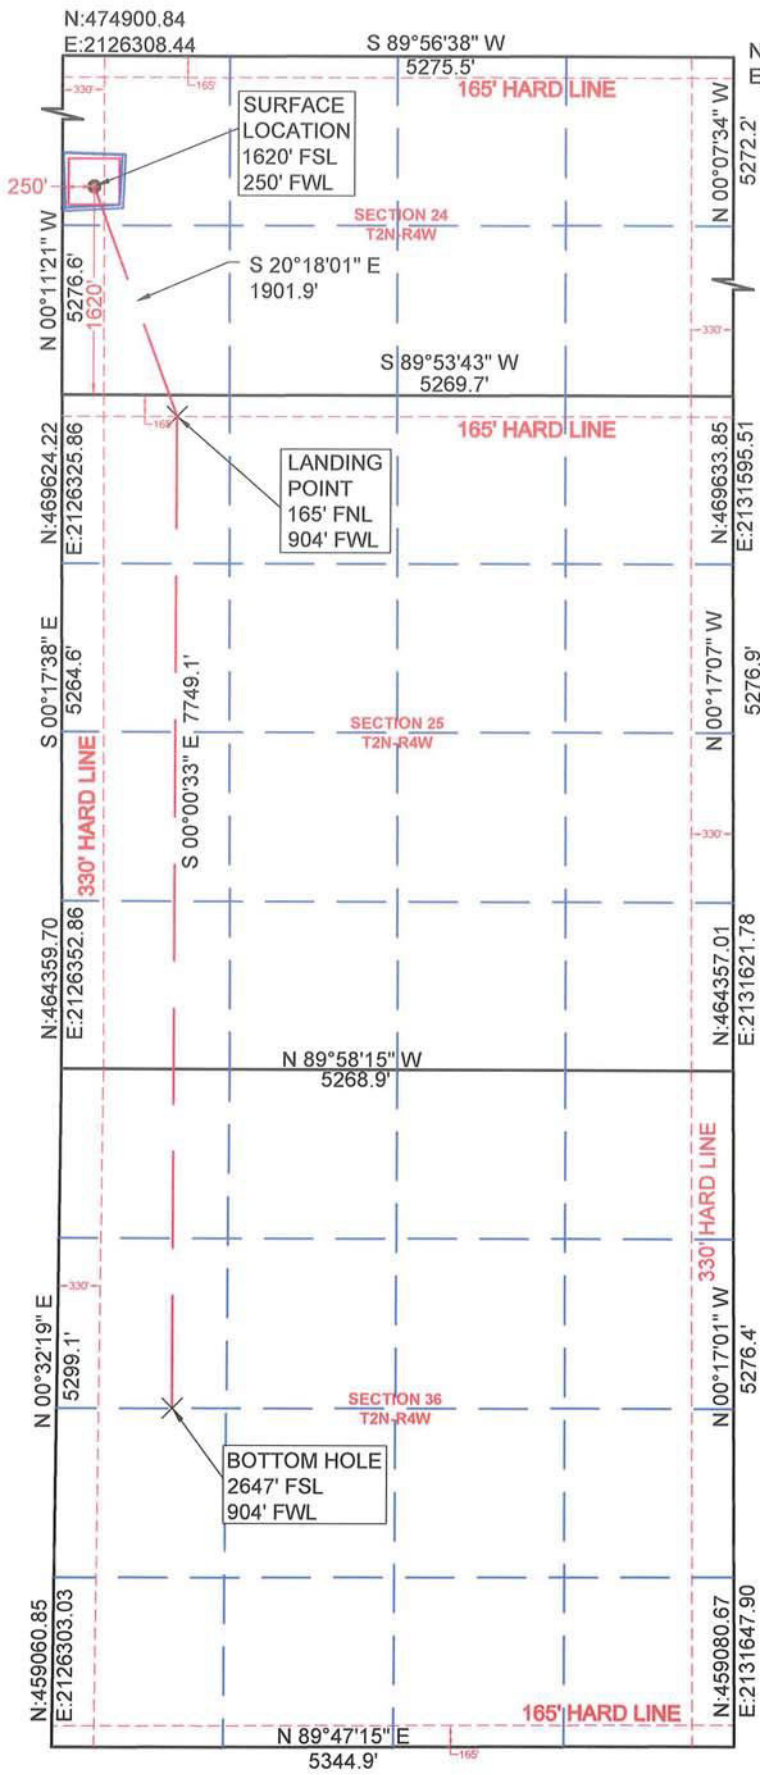 N:474900.84
E:2126308.44
S 89°56'38" W
5275.5'
N
E
330'
165'
165' HARD LINE
SURFACE
LOCATION
1620' FSL
250' FWL
N 00°07'34" W
5272.2'
250'
SECTION 24
T2N-R4W
N 00°11'21" W
5276.6'
1620'
S 20°18'01" E
1901.9'
330'
S 89°53'43" W
5269.7'
165'
165' HARD LINE
LANDING
POINT
165' FNL
904' FWL
N:469624.22
E:2126325.86
N:469633.85
E:2131595.51
S 00°17'38" E
5264.6'
S 00°00'33" E 7749.1'
SECTION 25
T2N-R4W
N 00°17'07" W
5276.9'
330' HARD LINE
330'
N:464359.70
E:2126352.86
N:464357.01
E:2131621.78
N 89°58'15" W
5268.9'
330' HARD LINE
330'
N 00°32'19" E
5299.1'
N 00°17'01" W
5276.4'
SECTION 36
T2N-R4W
BOTTOM HOLE
2647' FSL
904' FWL
N:459060.85
E:2126303.03
N:459080.67
E:2131647.90
165' HARD LINE
N 89°47'15" E
5344.9'
165'